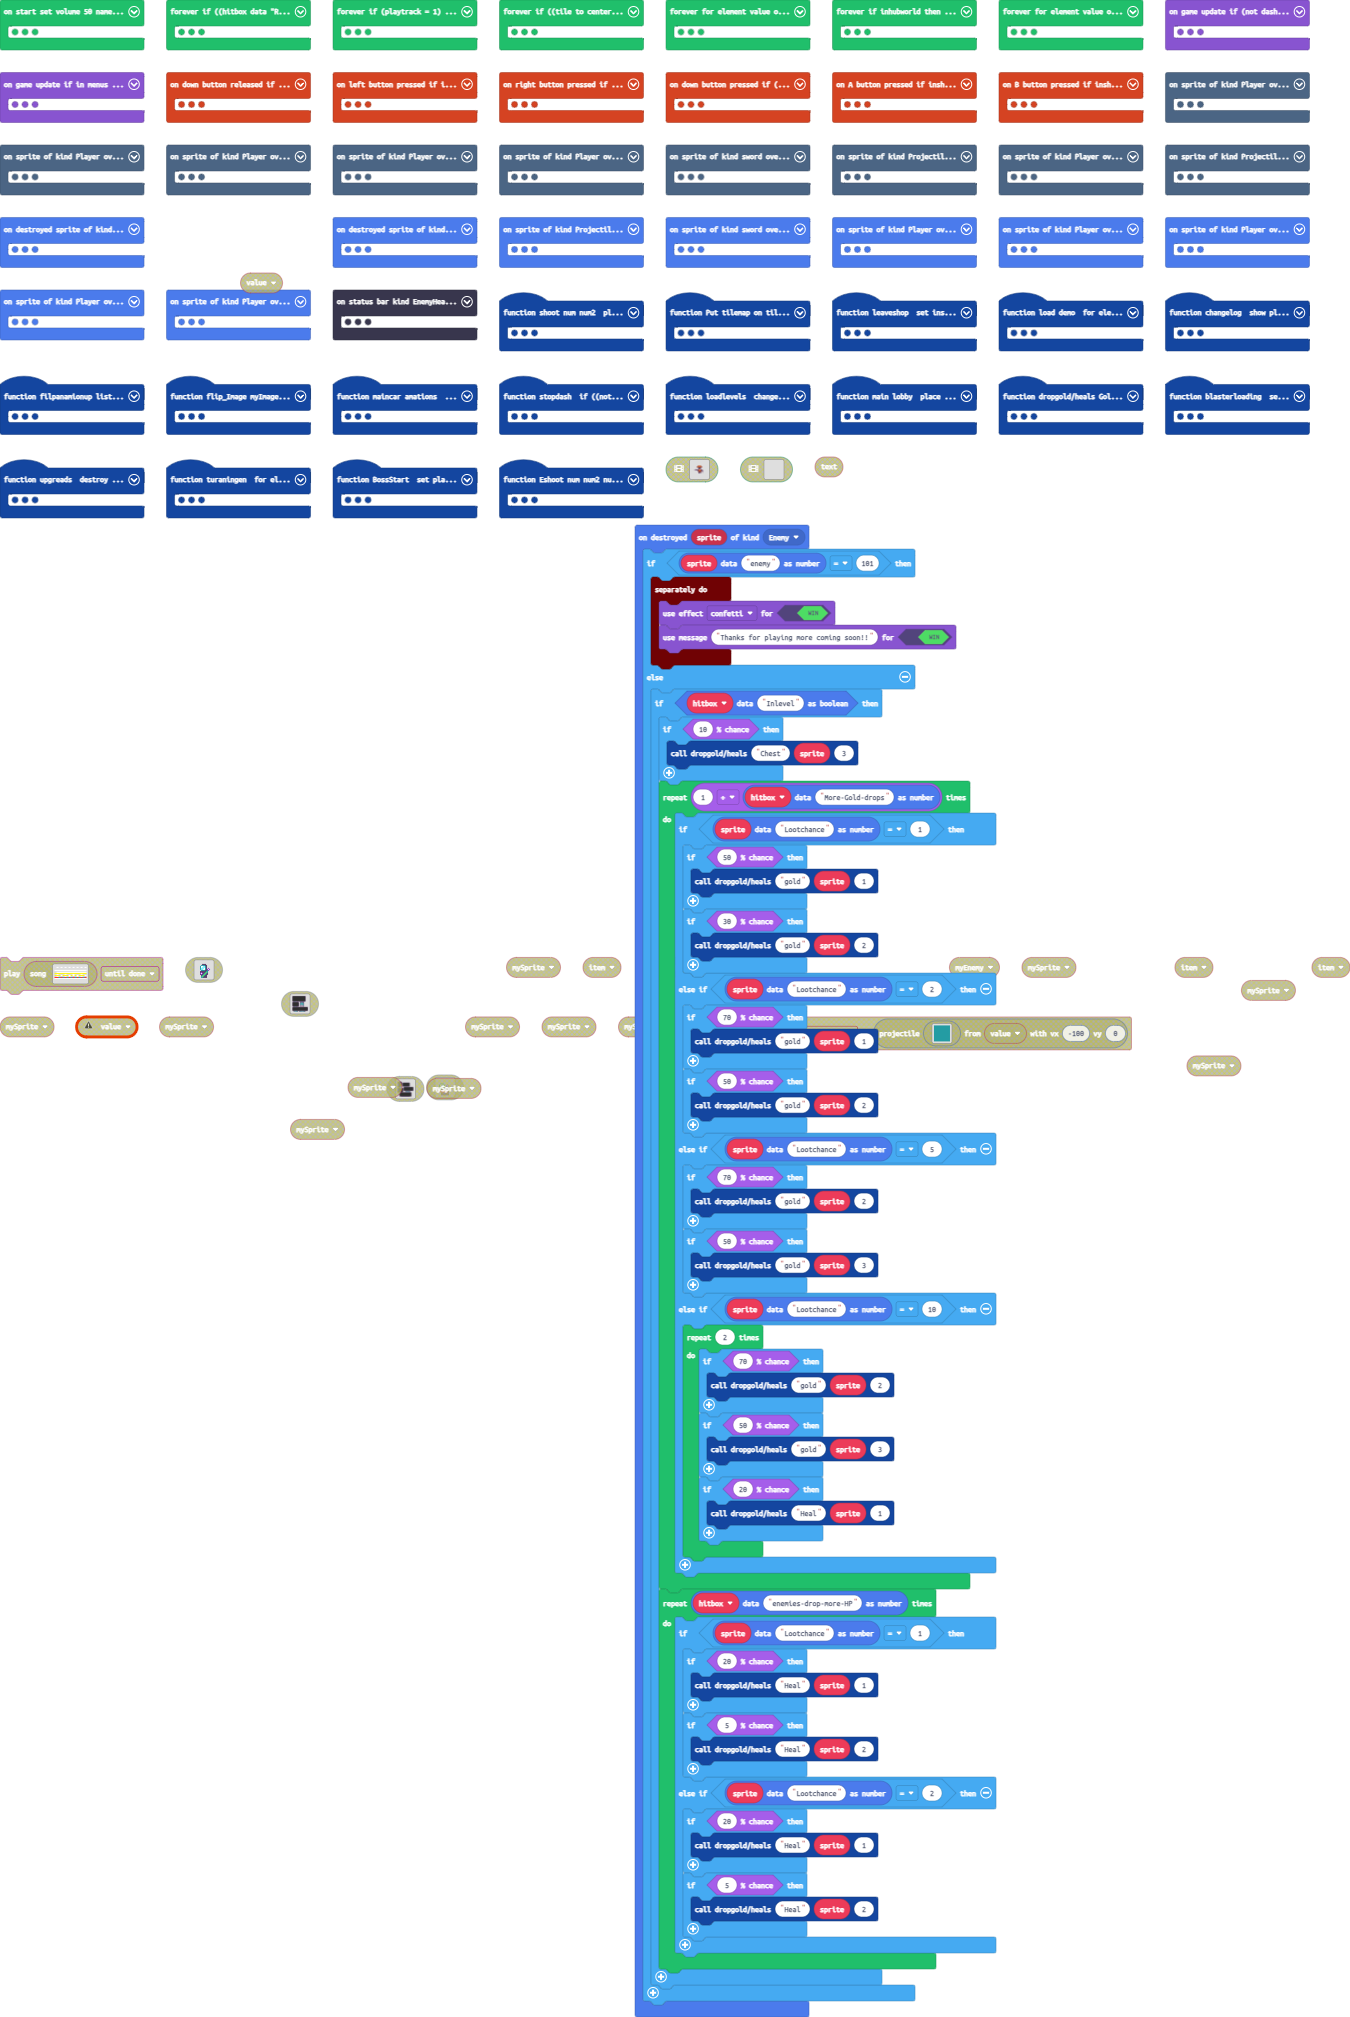 on start set volume 50 name...
forever if ((hitbox data "R...
forever if (playtrack = 1) ...
forever if ((tile to center...
forever for element value o...
forever if inhubworld then ...
forever for element value o...
on game update if (not dash...
on game update if in menus ...
on down button released if ...
on left button pressed if i...
on right button pressed if ...
on down button pressed if (...
on A button pressed if insh...
on B button pressed if insh...
on sprite of kind Player ov...
on sprite of kind Player ov...
on sprite of kind Player ov...
on sprite of kind Player ov...
on sprite of kind Player ov...
on sprite of kind sword ove...
on sprite of kind Projectil...
on sprite of kind Player ov...
on sprite of kind Projectil...
on destroyed sprite of kind...
on destroyed sprite of kind...
on sprite of kind Projectil...
on sprite of kind sword ove...
on sprite of kind Player ov...
on sprite of kind Player ov...
on sprite of kind Player ov...
value
on sprite of kind Player ov...
on sprite of kind Player ov...
on status bar kind EnemyHea...
function shoot num num2 pl...
function Put tilemap on til...
function leaveshop set ins...
function load demo for ele...
function changelog show pl...
function filpanamionup list...
function flip_Image myImage...
function maincar amations ...
function stopdash if ((not...
function loadlevels change...
function main lobby place ...
function dropgold/heals Gol...
function blasterloading se...
function upgreads destroy ...
function turaningen for el...
function BossStart set pla...
function Eshoot num num2 nu...
text
on destroyed sprite of kind Enemy
if sprite data "enemy" as number = 101 then
separately do
use effect confetti for WIN
use message "Thanks for playing more coming soon!!" for WIN
else
if hitbox data "Inlevel" as boolean then
if 10 % chance then
call dropgold/heals "Chest" sprite 3
repeat 1 + hitbox data "More-Gold-drops" as number times
do if sprite data "Lootchance" as number = 1 then
if 50 % chance then
call dropgold/heals "gold" sprite 1
if 30 % chance then
call dropgold/heals "gold" sprite 2
else if sprite data "Lootchance" as number = 2 then
if 70 % chance then
call dropgold/heals "gold" sprite 1
if 50 % chance then
call dropgold/heals "gold" sprite 2
else if sprite data "Lootchance" as number = 5 then
if 70 % chance then
call dropgold/heals "gold" sprite 2
if 50 % chance then
call dropgold/heals "gold" sprite 3
else if sprite data "Lootchance" as number = 10 then
repeat 2 times
do if 70 % chance then
call dropgold/heals "gold" sprite 2
if 50 % chance then
call dropgold/heals "gold" sprite 3
if 20 % chance then
call dropgold/heals "Heal" sprite 1
repeat hitbox data "enemies-drop-more-HP" as number times
do if sprite data "Lootchance" as number = 1 then
if 20 % chance then
call dropgold/heals "Heal" sprite 1
if 5 % chance then
call dropgold/heals "Heal" sprite 2
else if sprite data "Lootchance" as number = 2 then
if 20 % chance then
call dropgold/heals "Heal" sprite 1
if 5 % chance then
call dropgold/heals "Heal" sprite 2
play song until done
mySprite
item
myEnemy
mySprite
item
item
mySprite
mySprite
value
mySprite
mySprite
mySprite
projectile from value with vx -100 vy 0
mySprite
mySprite
mySprite
mySprite